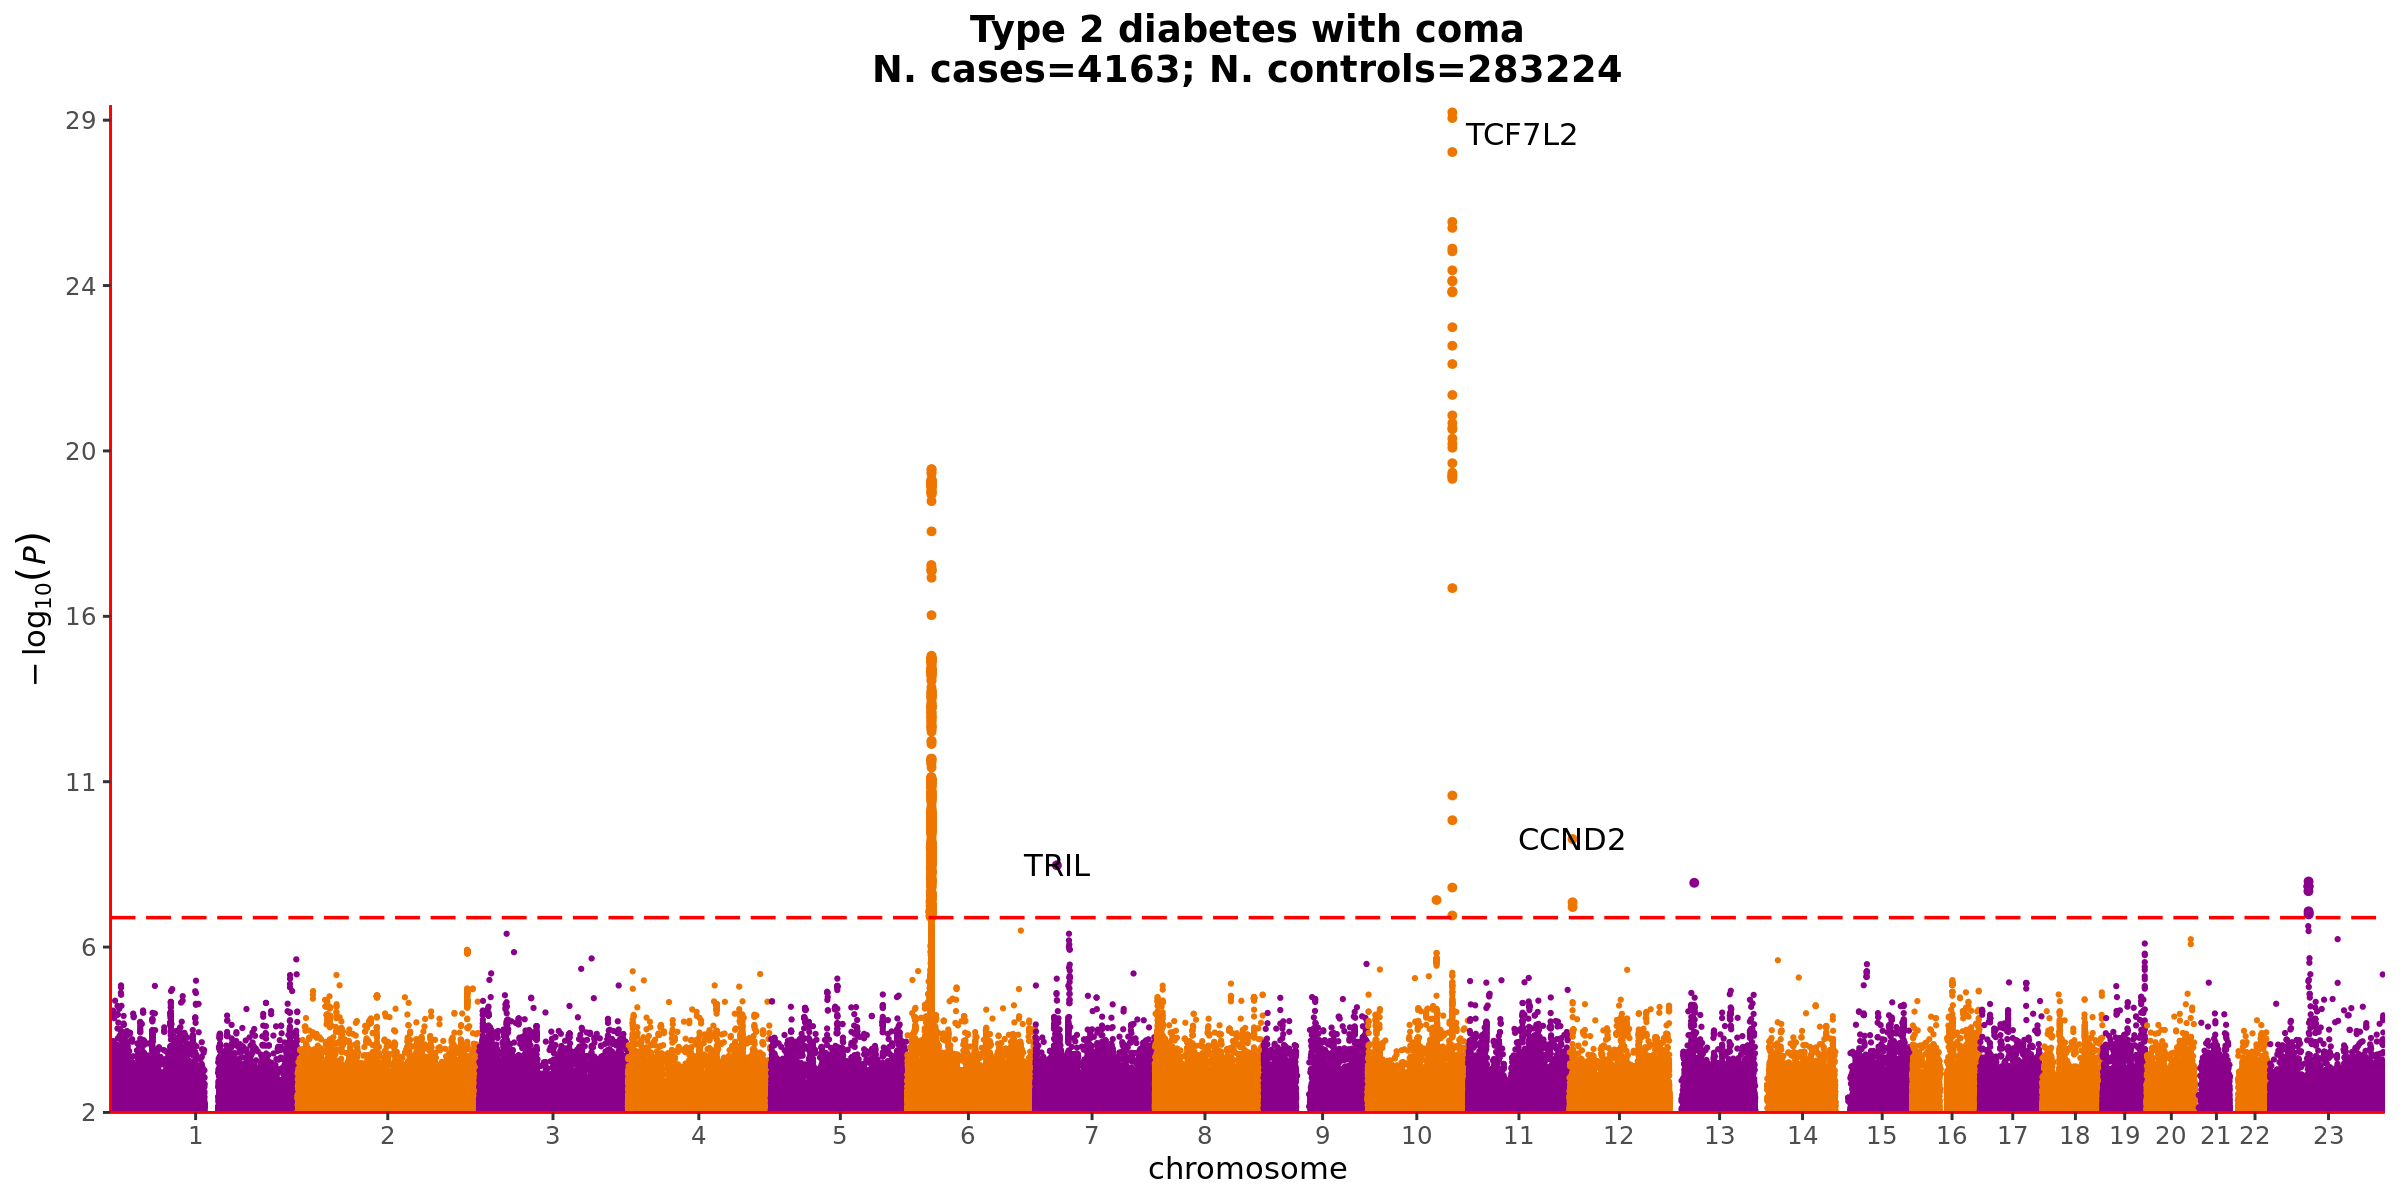 Type 2 diabetes with coma
N. cases=4163; N. controls=283224
29
TCF7L2
24
20
16
11
CCND2
TRIL
6
2
−log10(P)
1 2 3 4 5 6 7 8 9 10 11 12 13 14 15 16 17 18 19 20 21 22 23
chromosome